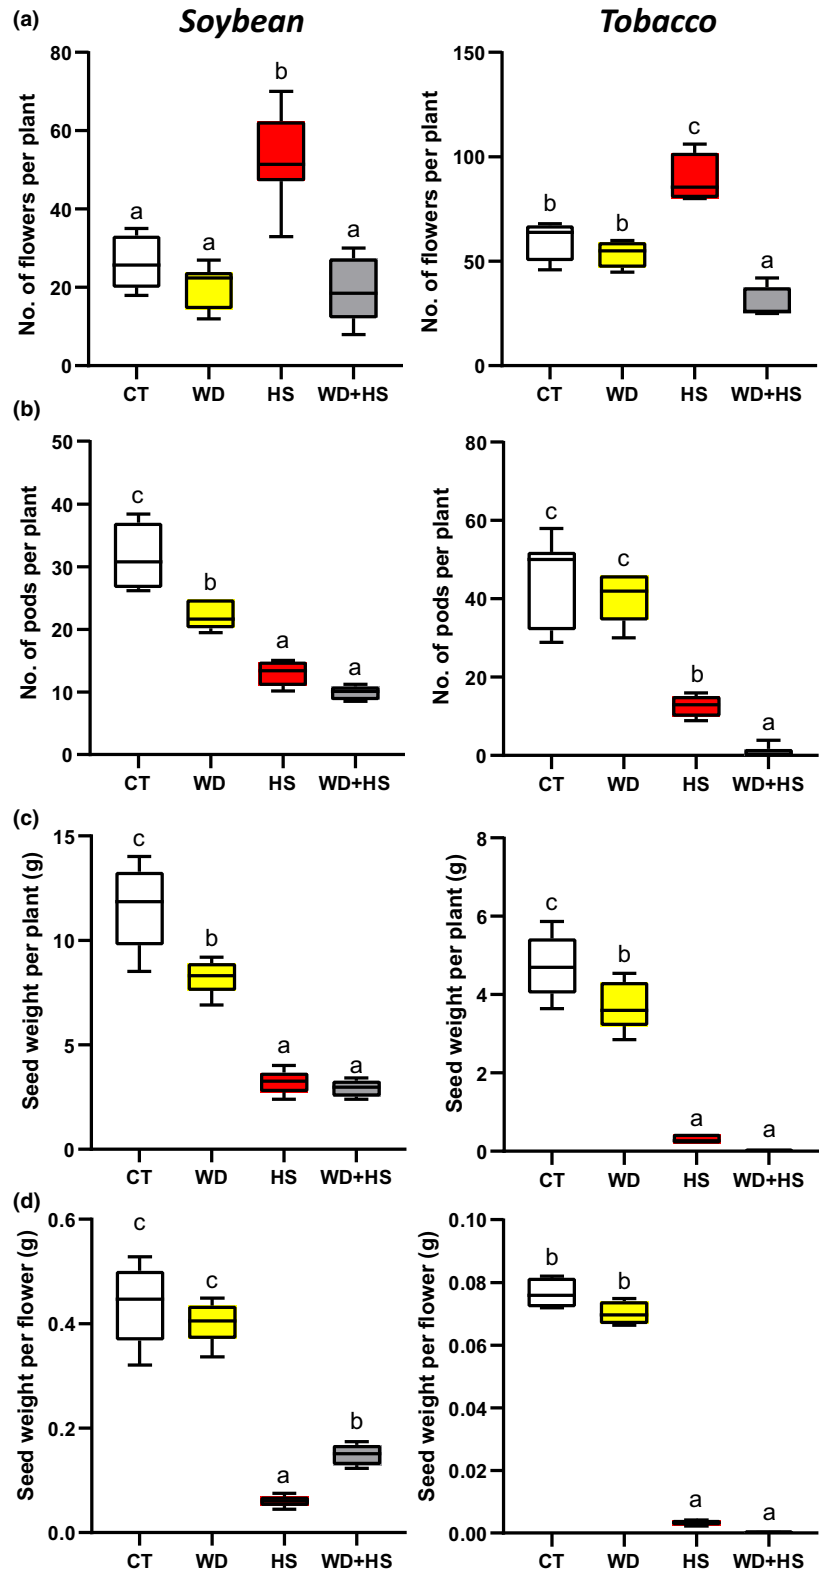 (a) Soybean Tobacco
No. of flowers per plant
80
60
40
20
0
a
a
b
a
CT WD HS WD+HS
No. of flowers per plant
150
100
50
0
b
b
c
a
CT WD HS WD+HS
(b)
No. of pods per plant
50
40
30
20
10
0
c
b
a
a
CT WD HS WD+HS
No. of pods per plant
80
60
40
20
0
c
c
b
a
CT WD HS WD+HS
(c)
Seed weight per plant (g)
15
10
5
0
c
b
a
a
CT WD HS WD+HS
Seed weight per plant (g)
8
6
4
2
0
c
b
a
a
CT WD HS WD+HS
(d)
Seed weight per flower (g)
0.6
0.4
0.2
0.0
c
c
a
b
CT WD HS WD+HS
Seed weight per flower (g)
0.10
0.08
0.06
0.04
0.02
0.00
b
b
a
a
CT WD HS WD+HS